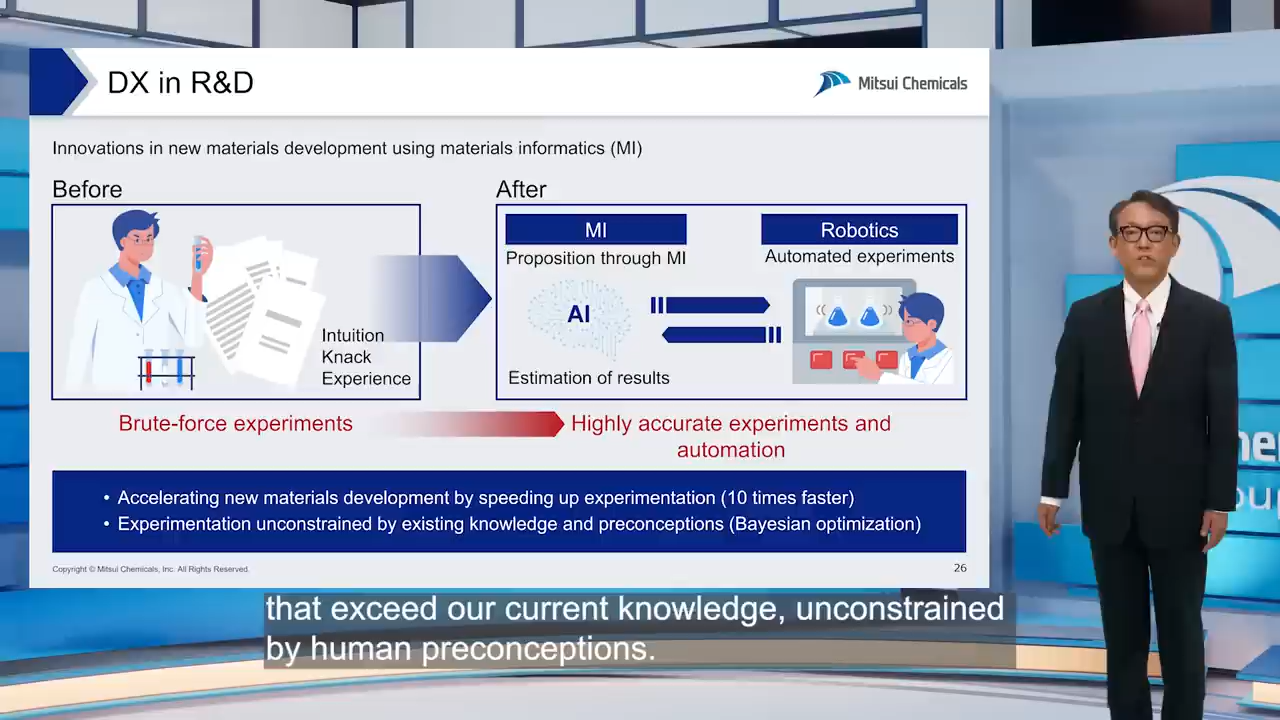 DX in R&D
Mitsui Chemicals
Innovations in new materials development using materials informatics (MI)
Before
After
Intuition
Knack
Experience
MI
Proposition through MI
AI
Estimation of results
Robotics
Automated experiments
Brute-force experiments
Highly accurate experiments and
automation
• Accelerating new materials development by speeding up experimentation (10 times faster)
• Experimentation unconstrained by existing knowledge and preconceptions (Bayesian optimization)
Copyright © Mitsui Chemicals, Inc. All Rights Reserved.
26
that exceed our current knowledge, unconstrained
by human preconceptions.